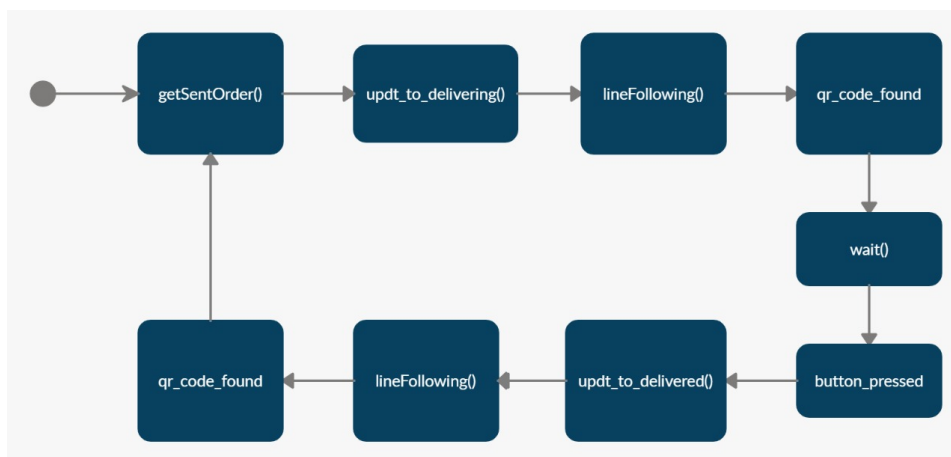 getSentOrder()
updt_to_delivering()
lineFollowing()
qr_code_found
wait()
button_pressed
updt_to_delivered()
lineFollowing()
qr_code_found